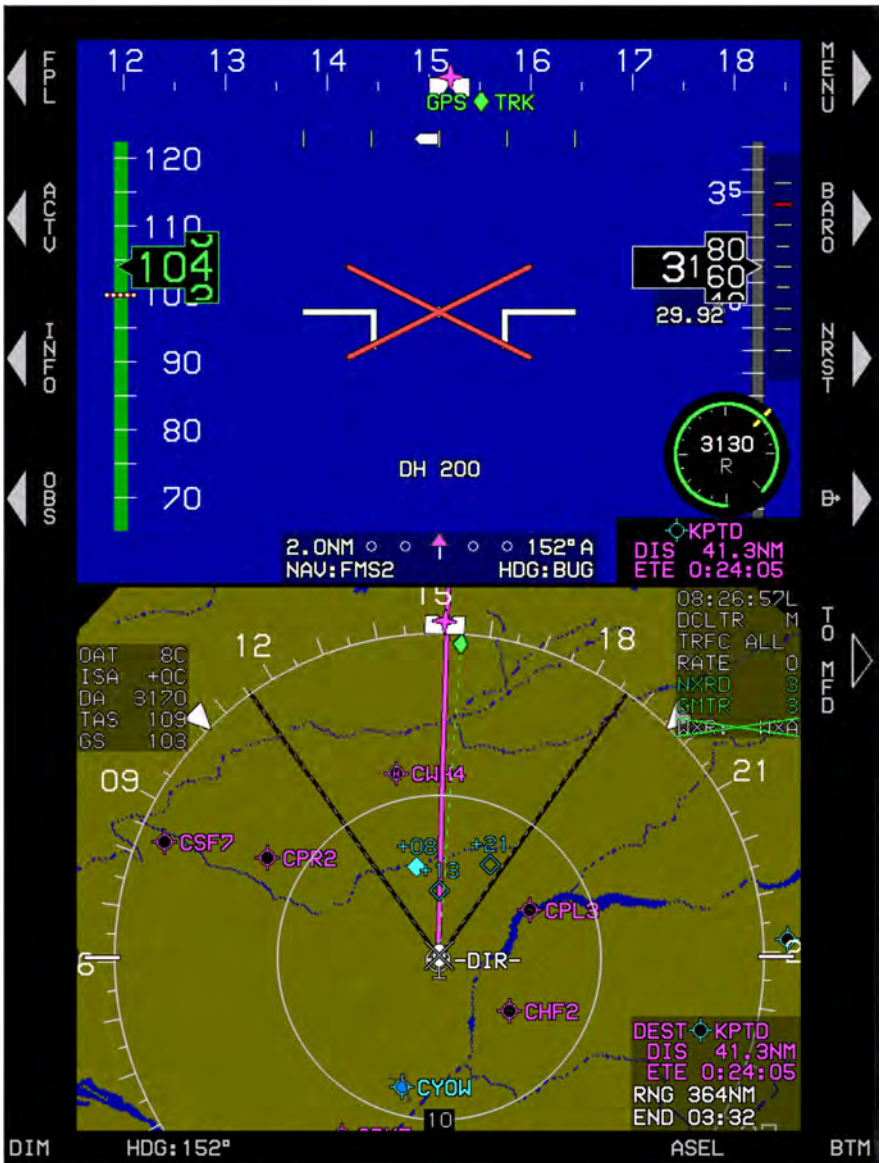 12 13 14 15 16 17 18
GPS TRK
FPL
MENU
ACTV
BARO
INFO
NRST
OBS
TO MFD
120
110
100
90
80
70
104
35
31
80
60
29.92
3130
R
DH 200
2.0NM
152°A
NAV:FMS2
HDG:BUG
KPTD
DIS 41.3NM
ETE 0:24:05
15
12
18
09
21
6
OAT 8C
ISA +0C
DA 3170
TAS 109
GS 103
08:26:57L
DCLTR M
TRFC ALL
RATE 0
NXRD 3
GMTR 3
CSF7
CPR2
+08
+13
+21
CPL3
-DIR-
CHF2
CYOW
10
DEST KPTD
DIS 41.3NM
ETE 0:24:05
RNG 364NM
END 03:32
DIM
HDG:152°
ASEL
BTM